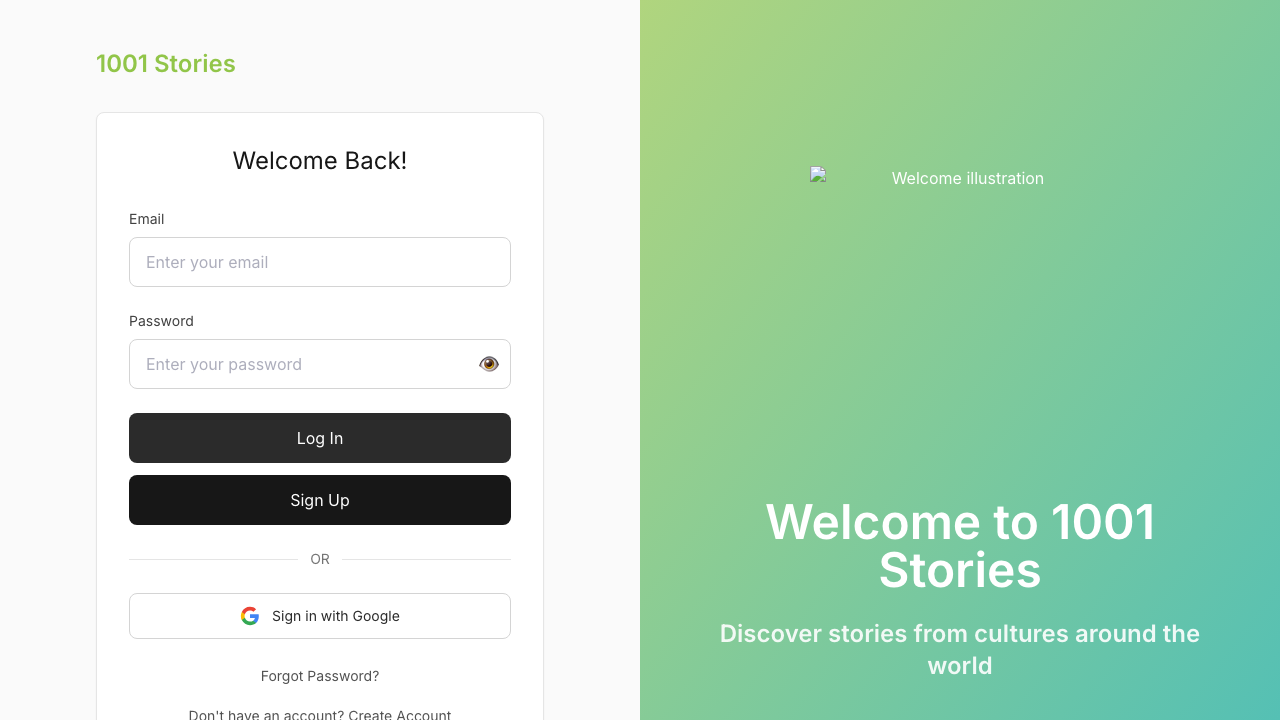 1001 Stories
Welcome Back!
Email
Enter your email
Password
Enter your password
Log In
Sign Up
OR
Sign in with Google
Forgot Password?
Don't have an account? Create Account
Welcome illustration
Welcome to 1001
Stories
Discover stories from cultures around the
world